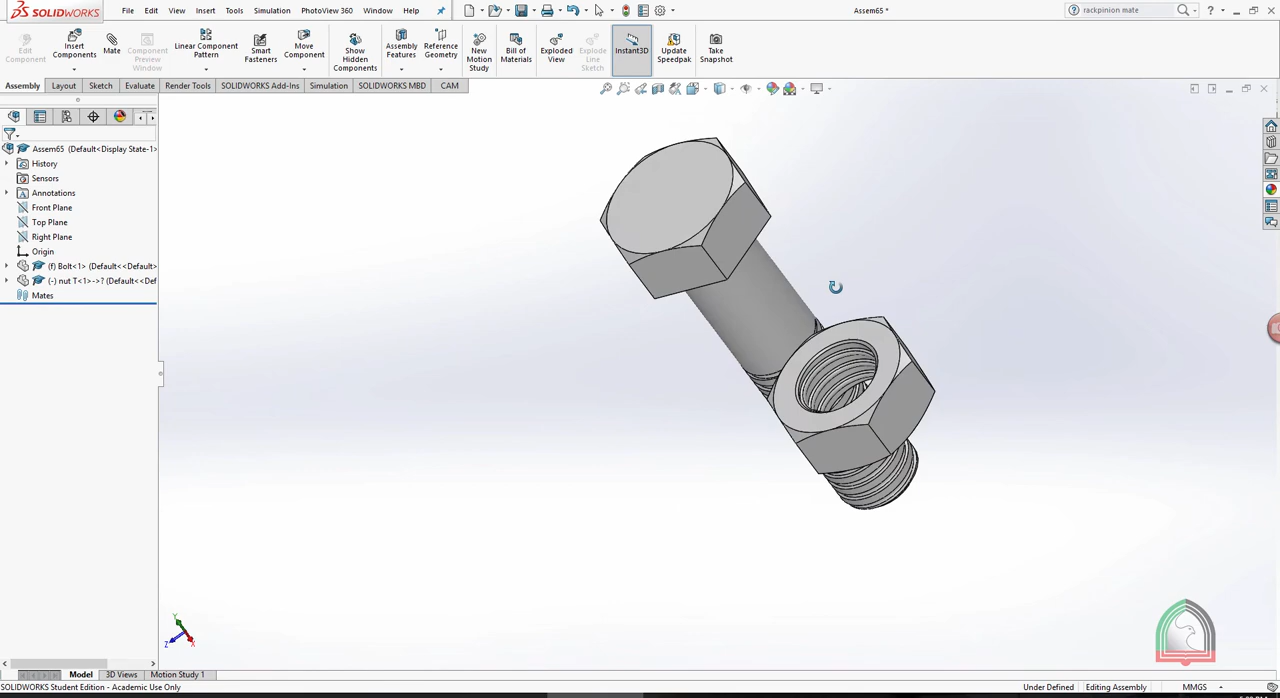 SOLIDWORKS
File Edit View Insert Tools Simulation PhotoView 360 Window Help
Assem65 *
rackpinion mate
Edit Component
Insert Components
Mate
Component Preview Window
Linear Component Pattern
Smart Fasteners
Move Component
Show Hidden Components
Assembly Features
Reference Geometry
New Motion Study
Bill of Materials
Exploded View
Explode Line Sketch
Instant3D
Update Speedpak
Take Snapshot
Assembly Layout Sketch Evaluate Render Tools SOLIDWORKS Add-Ins Simulation SOLIDWORKS MBD CAM
Assem65 (Default<Display State-1>
History
Sensors
Annotations
Front Plane
Top Plane
Right Plane
Origin
(f) Bolt<1> (Default<<Default>
(-) nut T<1>->? (Default<<Def
Mates
Y
Z
X
Model 3D Views Motion Study 1
SOLIDWORKS Student Edition - Academic Use Only
Under Defined Editing Assembly MMGS